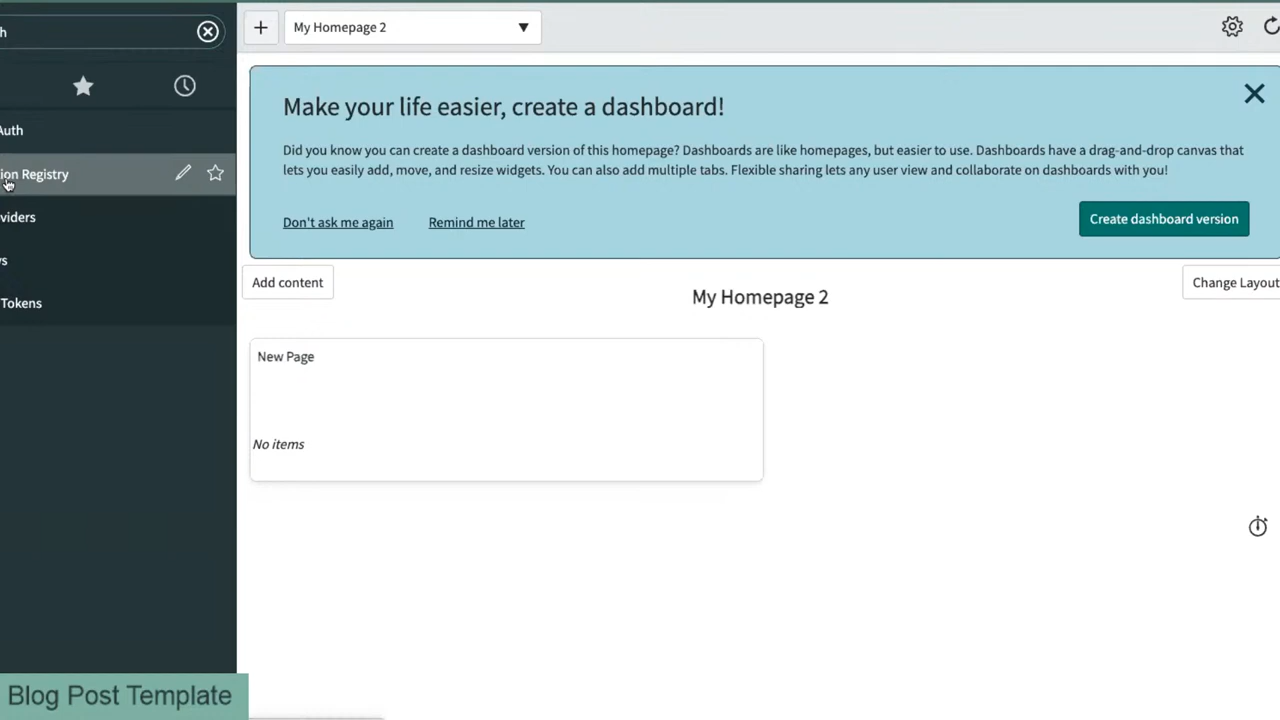 h
My Homepage 2
Auth
ion Registry
viders
s
Tokens
Make your life easier, create a dashboard!
Did you know you can create a dashboard version of this homepage? Dashboards are like homepages, but easier to use. Dashboards have a drag-and-drop canvas that
lets you easily add, move, and resize widgets. You can also add multiple tabs. Flexible sharing lets any user view and collaborate on dashboards with you!
Don't ask me again
Remind me later
Create dashboard version
Add content
My Homepage 2
Change Layout
New Page
No items
Blog Post Template